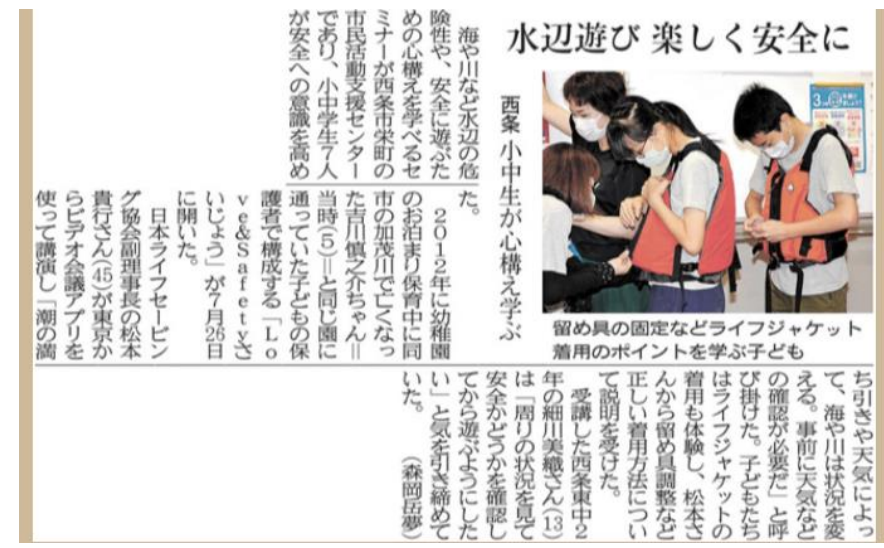 水辺遊び 楽しく安全に
西条 小中生が心構え学ぶ
海や川など水辺の危
険性や、安全に遊ぶた
めの心構えを学べるセ
ミナーが西条市栄町の
市民活動支援センター
であり、小中学生7人
が安全への意識を高め
た。
2012年に幼稚園
のお泊まり保育中に同
市の加茂川で亡くなっ
た吉川慎之介ちゃん=
当時(5)=と同じ園に
通っていた子どもの保
護者で構成する「Lo
ve&Safetyさ
いじょう」が7月26日
に開いた。
日本ライフセービン
グ協会副理事長の松本
貴行さん(45)が東京か
らビデオ会議アプリを
使って講演し「潮の満
ち引きや天気によっ
て、海や川は状況を変
える。事前に天気など
の確認が必要だ」と呼
び掛けた。子どもたち
はライフジャケットの
着用も体験し、松本さ
んから留め具調整など
正しい着用方法につい
て説明を受けた。
受講した西条東中2
年の細川美織さん(13)
は「周りの状況を見て
安全かどうかを確認し
てから遊ぶようにした
い」と気を引き締めて
いた。 (森岡岳夢)
留め具の固定などライフジャケット
着用のポイントを学ぶ子ども